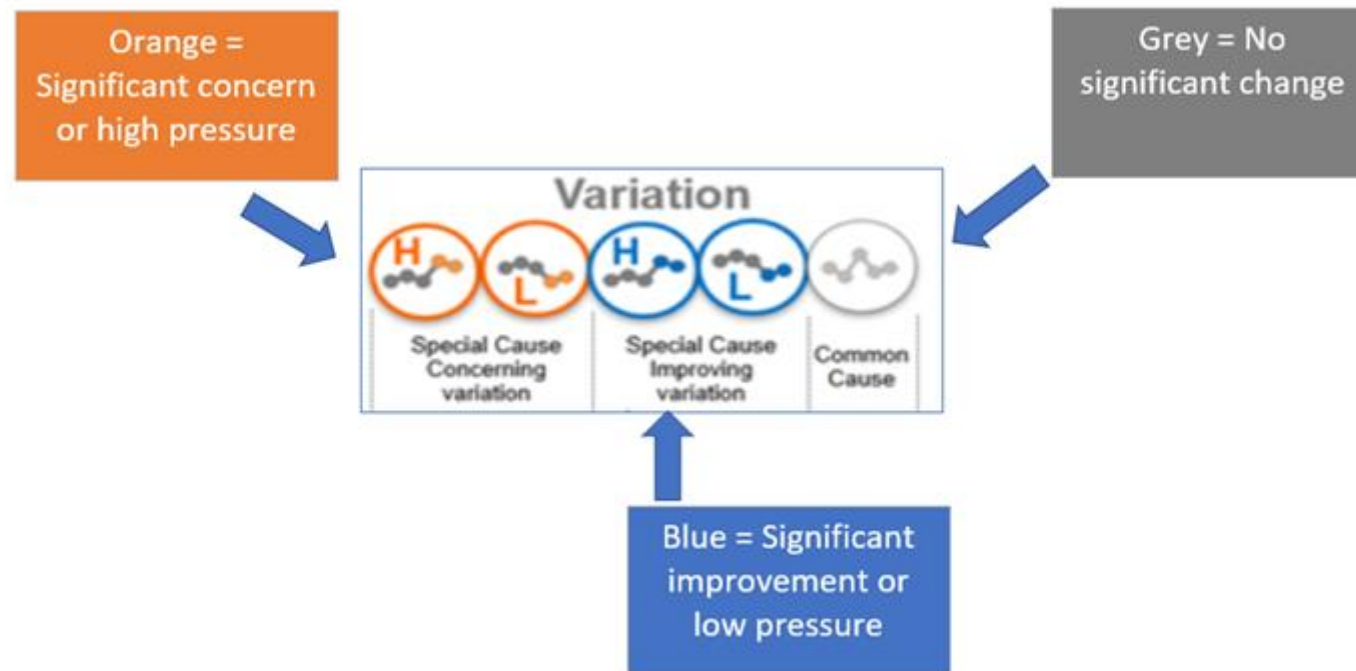 Orange =
Significant concern
or high pressure
Grey = No
significant change
Variation
H
L
H
L
Special Cause
Concerning
variation
Special Cause
Improving
variation
Common
Cause
Blue = Significant
improvement or
low pressure